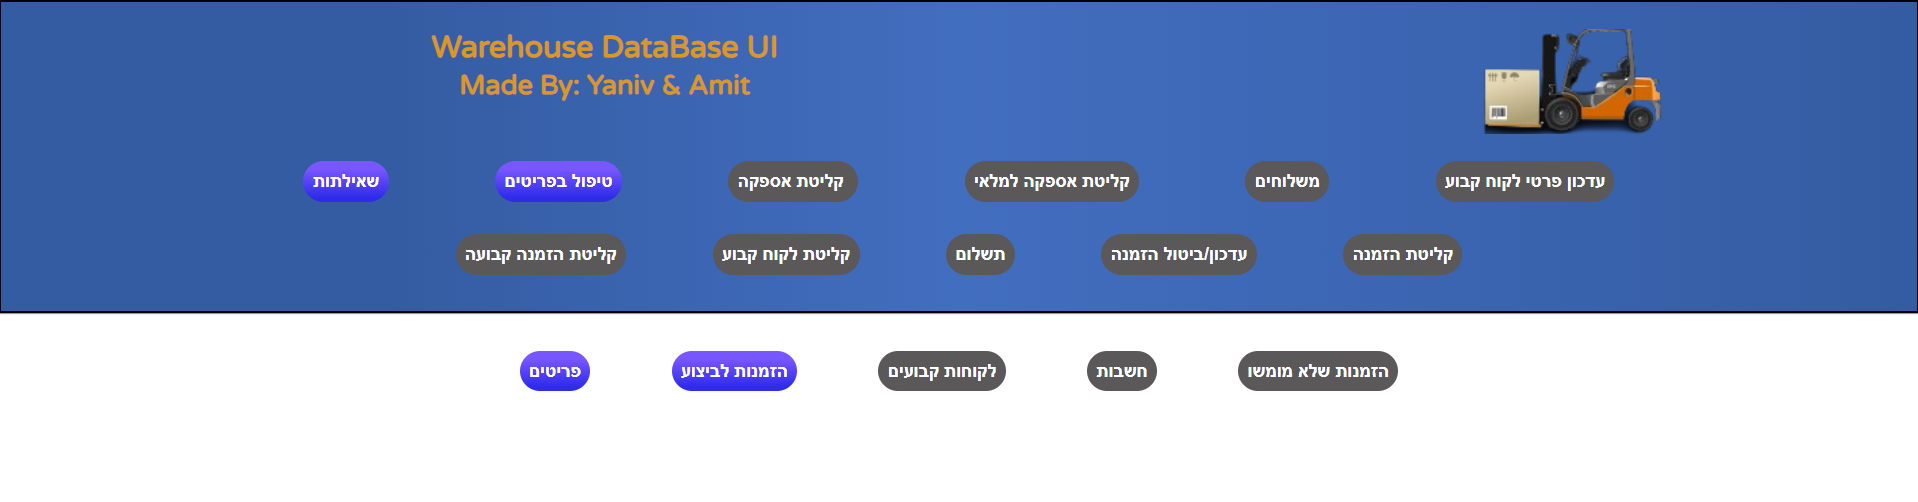 Warehouse DataBase UI
Made By: Yaniv & Amit
עדכון פרטי לקוח קבוע
משלוחים
קליטת אספקה למלאי
קליטת אספקה
טיפול בפריטים
שאילתות
קליטת הזמנה
עדכון/ביטול הזמנה
תשלום
קליטת לקוח קבוע
קליטת הזמנה קבועה
הזמנות שלא מומשו
חשבות
לקוחות קבועים
הזמנות לביצוע
פריטים